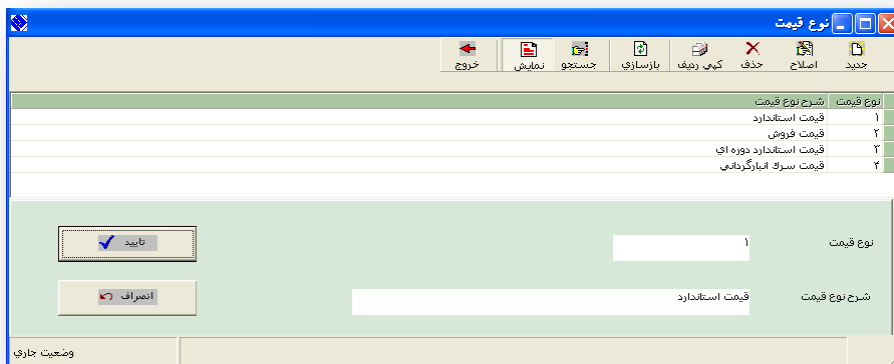 نوع قيمت
جديد اصلاح حذف كپي رديف بازسازي جستجو نمايش خروج
نوع قيمت شرح نوع قيمت
۱ قيمت استاندارد
۲ قيمت فروش
۳ قيمت استاندارد دوره اي
۴ قيمت سرك انبارگرداني
نوع قيمت ۱ تاييد
شرح نوع قيمت قيمت استاندارد انصراف
وضعيت جاري